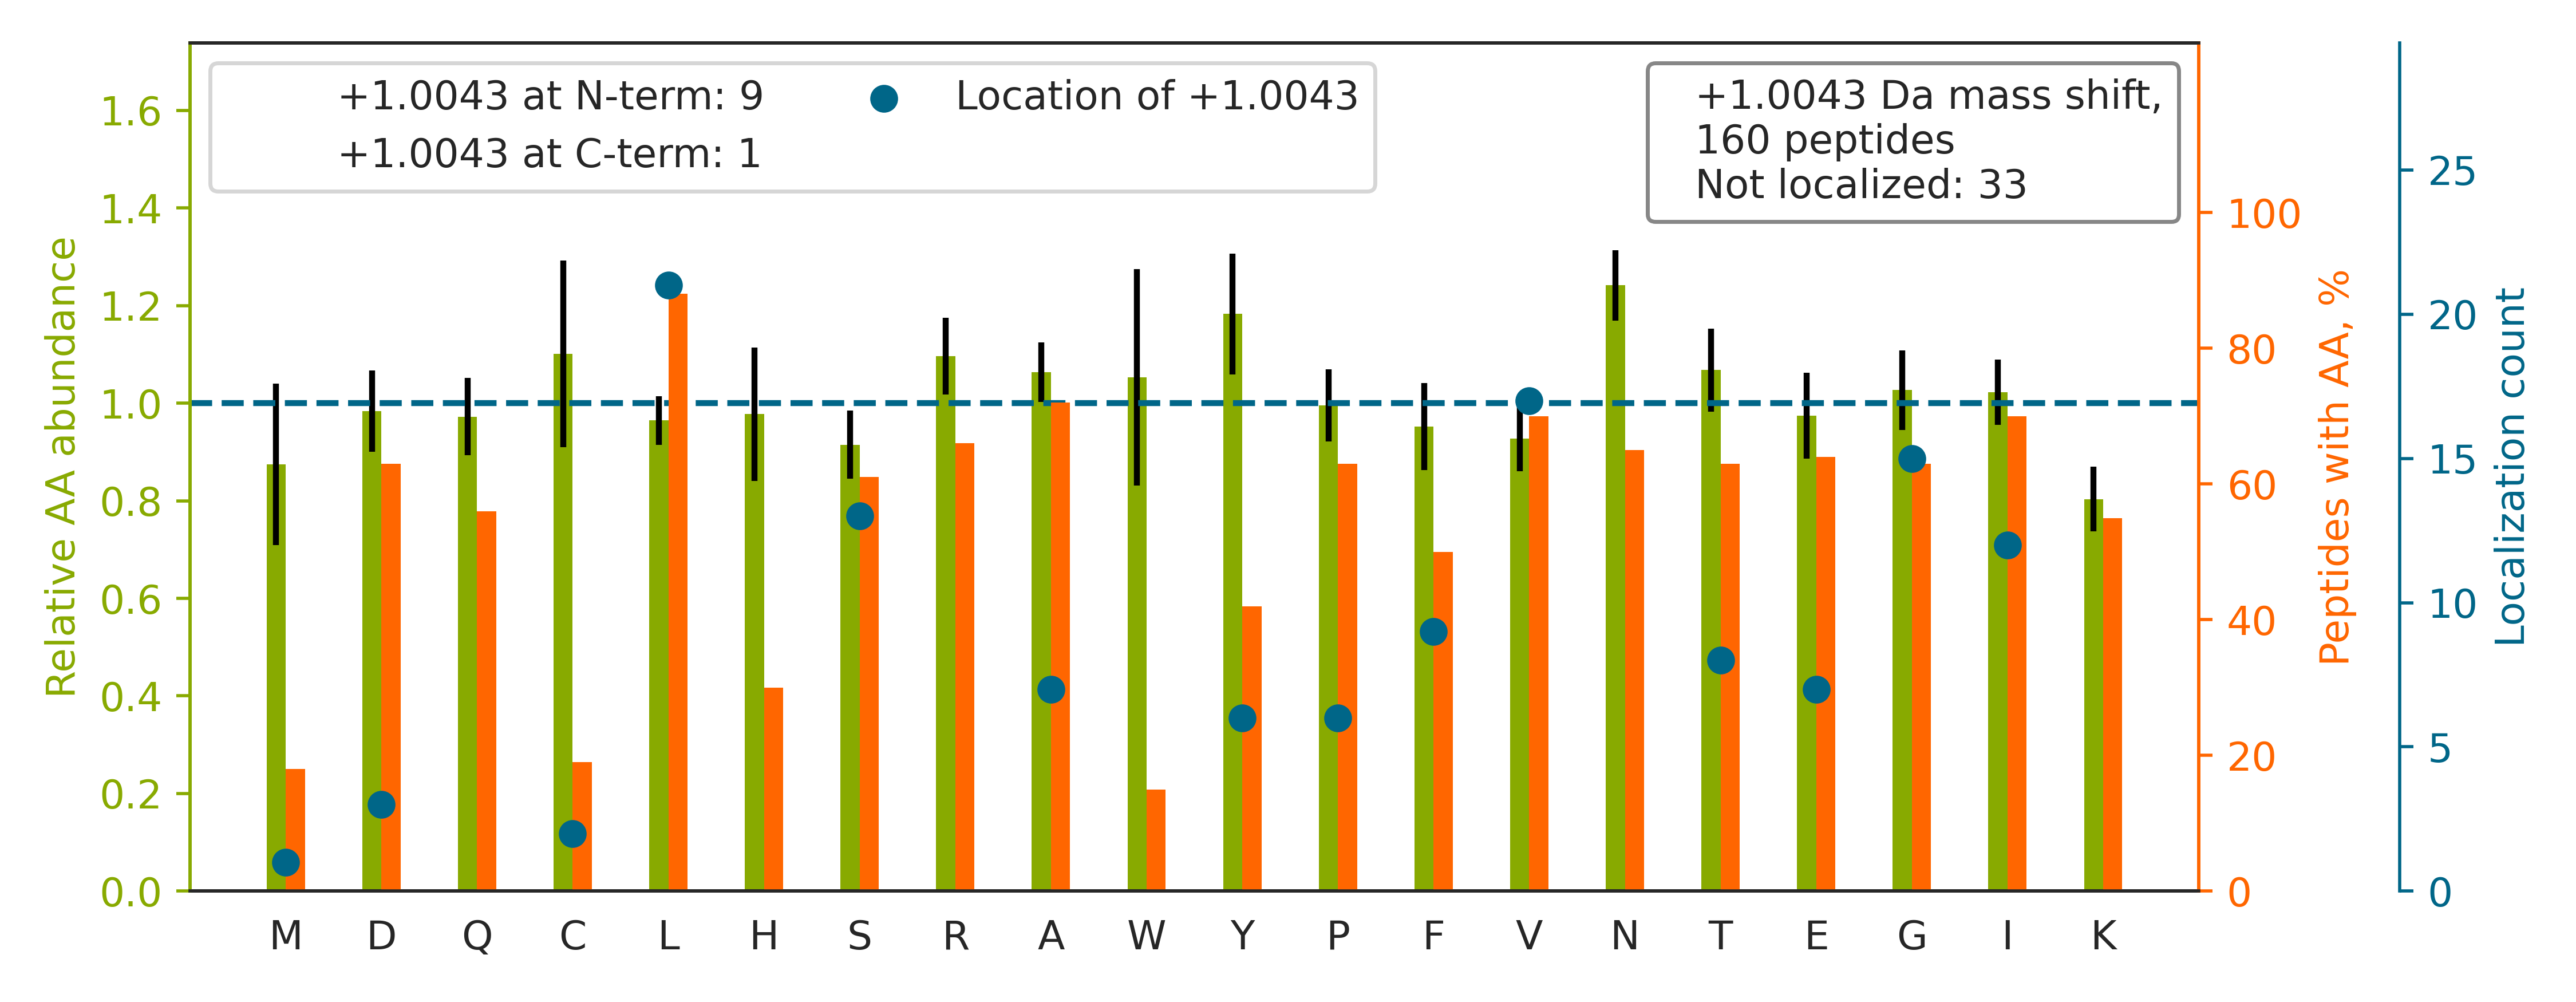 +1.0043 at N-term: 9
+1.0043 at C-term: 1
Location of +1.0043
+1.0043 Da mass shift,
160 peptides
Not localized: 33
Relative AA abundance
1.6
1.4
1.2
1.0
0.8
0.6
0.4
0.2
0.0
M D Q C L H S R A W Y P F V N T E G I K
100
80
60
40
20
0
Peptides with AA, %
25
20
15
10
5
0
Localization count